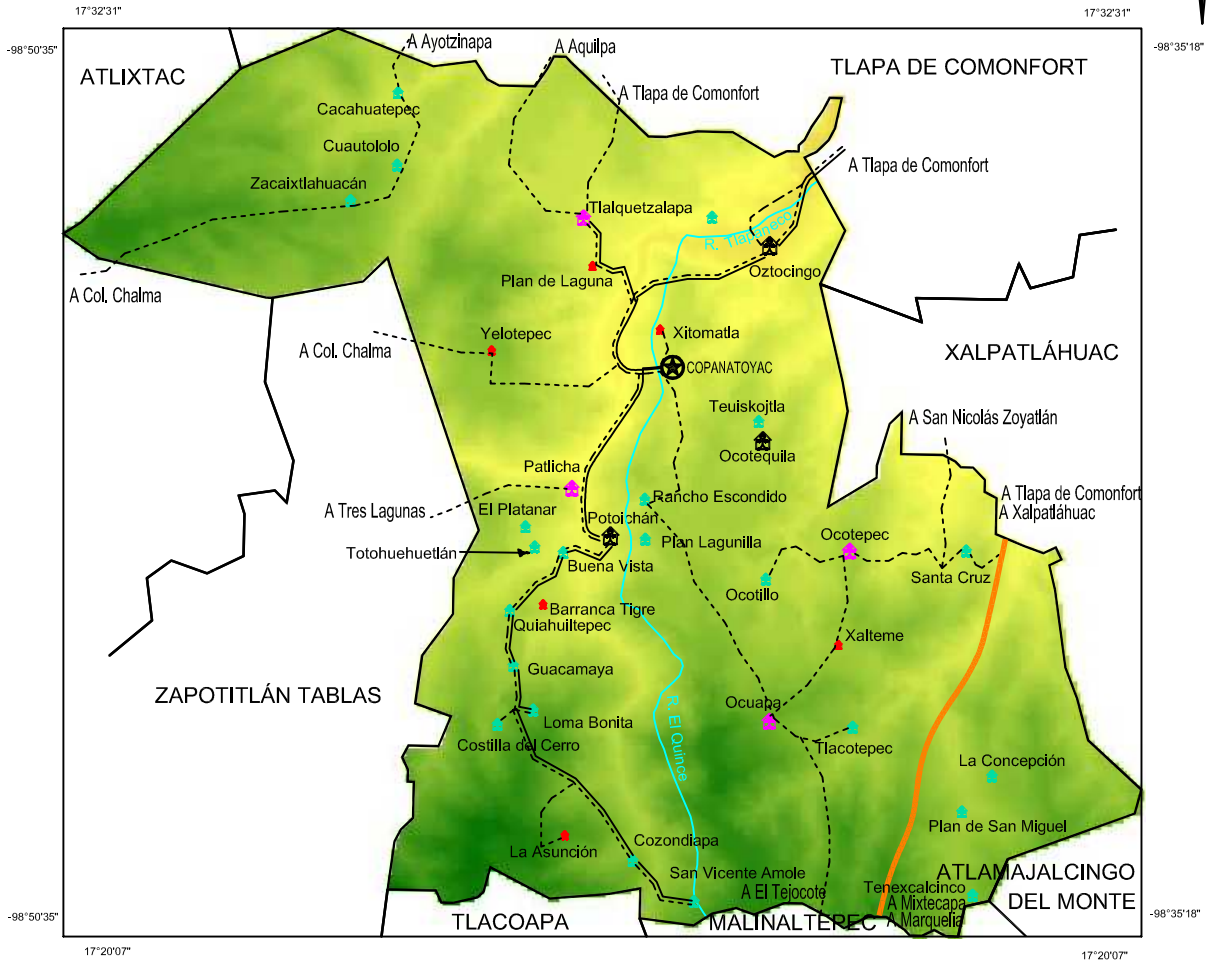 17°32'31"
17°32'31"
-98°50'35"
-98°35'18"
A Ayotzinapa
A Aquilpa
ATLIXTAC
TLAPA DE COMONFORT
A Tlapa de Comonfort
Cacahuatepec
Cuautololo
A Tlapa de Comonfort
Zacaixtlahuacán
Tlalquetzalapa
R. Tlapaneco
Oztocingo
Plan de Laguna
A Col. Chalma
Yelotepec
Xitomatla
A Col. Chalma
XALPATLÁHUAC
COPANATOYAC
Teuiskojtla
A San Nicolás Zoyatlán
Ocotequila
Patlicha
A Tlapa de Comonfort
A Xalpatláhuac
Rancho Escondido
A Tres Lagunas
El Platanar
Potoichán
Ocotepec
Plan Lagunilla
Totohuehuetlán
Buena Vista
Santa Cruz
Ocotillo
Barranca Tigre
Quiahuiltepec
Xalteme
Guacamaya
ZAPOTITLÁN TABLAS
Ocuapa
R. El Quince
Loma Bonita
Costilla del Cerro
Tlacotepec
La Concepción
Plan de San Miguel
Cozondiapa
La Asunción
San Vicente Amole
A El Tejocote
ATLAMAJALCINGO
DEL MONTE
Tenexcalcinco
A Mixtecapa
A Marquelia
TLACOAPA
MALINALTEPEC
-98°50'35"
-98°35'18"
17°20'07"
17°20'07"